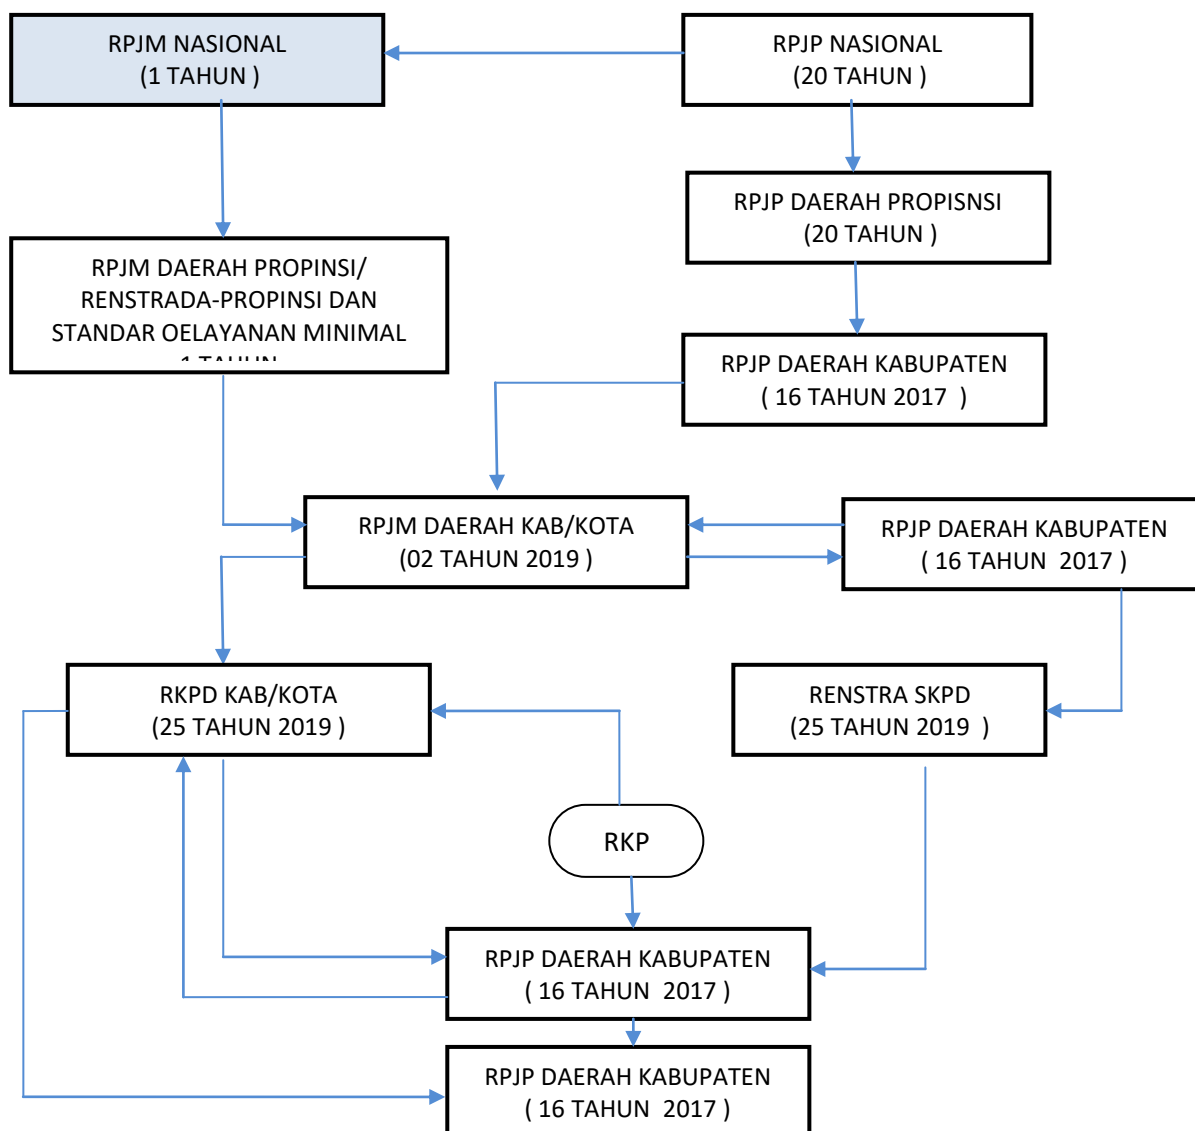 RPJM NASIONAL
(1 TAHUN )
RPJP NASIONAL
(20 TAHUN )
RPJP DAERAH PROPISNSI
(20 TAHUN )
RPJM DAERAH PROPINSI/
RENSTRADA-PROPINSI DAN
STANDAR OELAYANAN MINIMAL
1 TAHUN
RPJP DAERAH KABUPATEN
( 16 TAHUN 2017 )
RPJM DAERAH KAB/KOTA
(02 TAHUN 2019 )
RPJP DAERAH KABUPATEN
( 16 TAHUN 2017 )
RKPD KAB/KOTA
(25 TAHUN 2019 )
RENSTRA SKPD
(25 TAHUN 2019 )
RKP
RPJP DAERAH KABUPATEN
( 16 TAHUN 2017 )
RPJP DAERAH KABUPATEN
( 16 TAHUN 2017 )